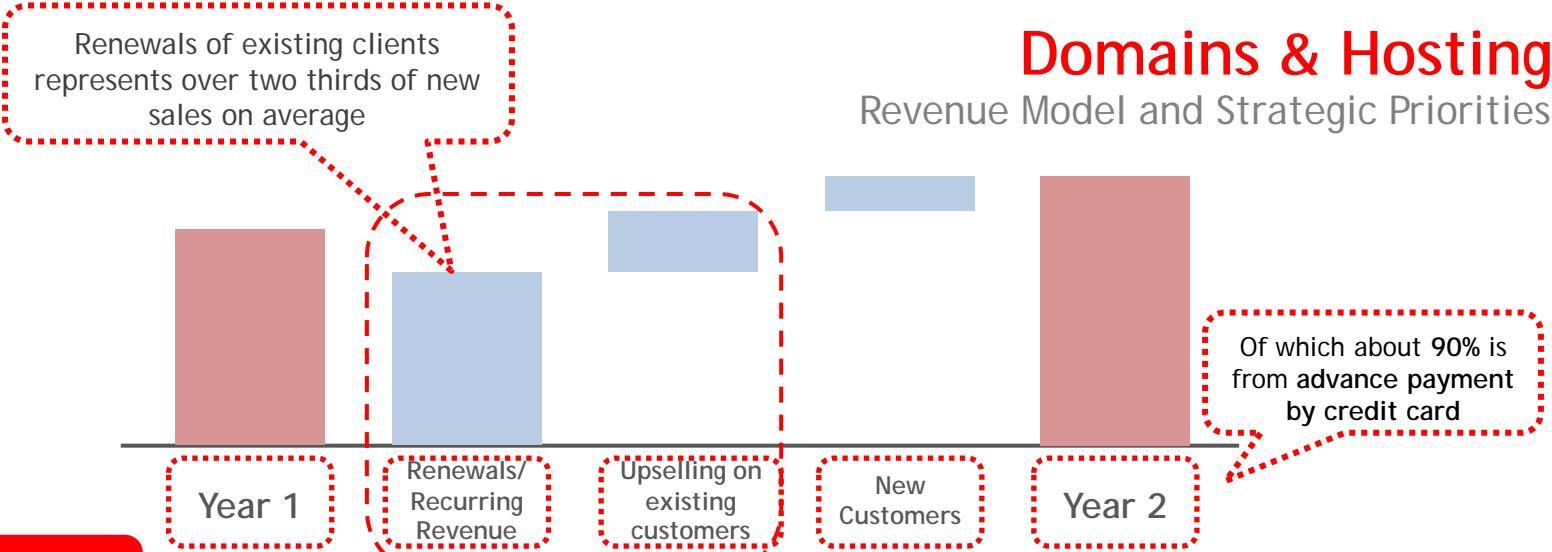 Renewals of existing clients
represents over two thirds of new
sales on average
Domains & Hosting
Revenue Model and Strategic Priorities
Of which about 90% is
from advance payment
by credit card
Year 1
Renewals/
Recurring
Revenue
Upselling on
existing
customers
New
Customers
Year 2